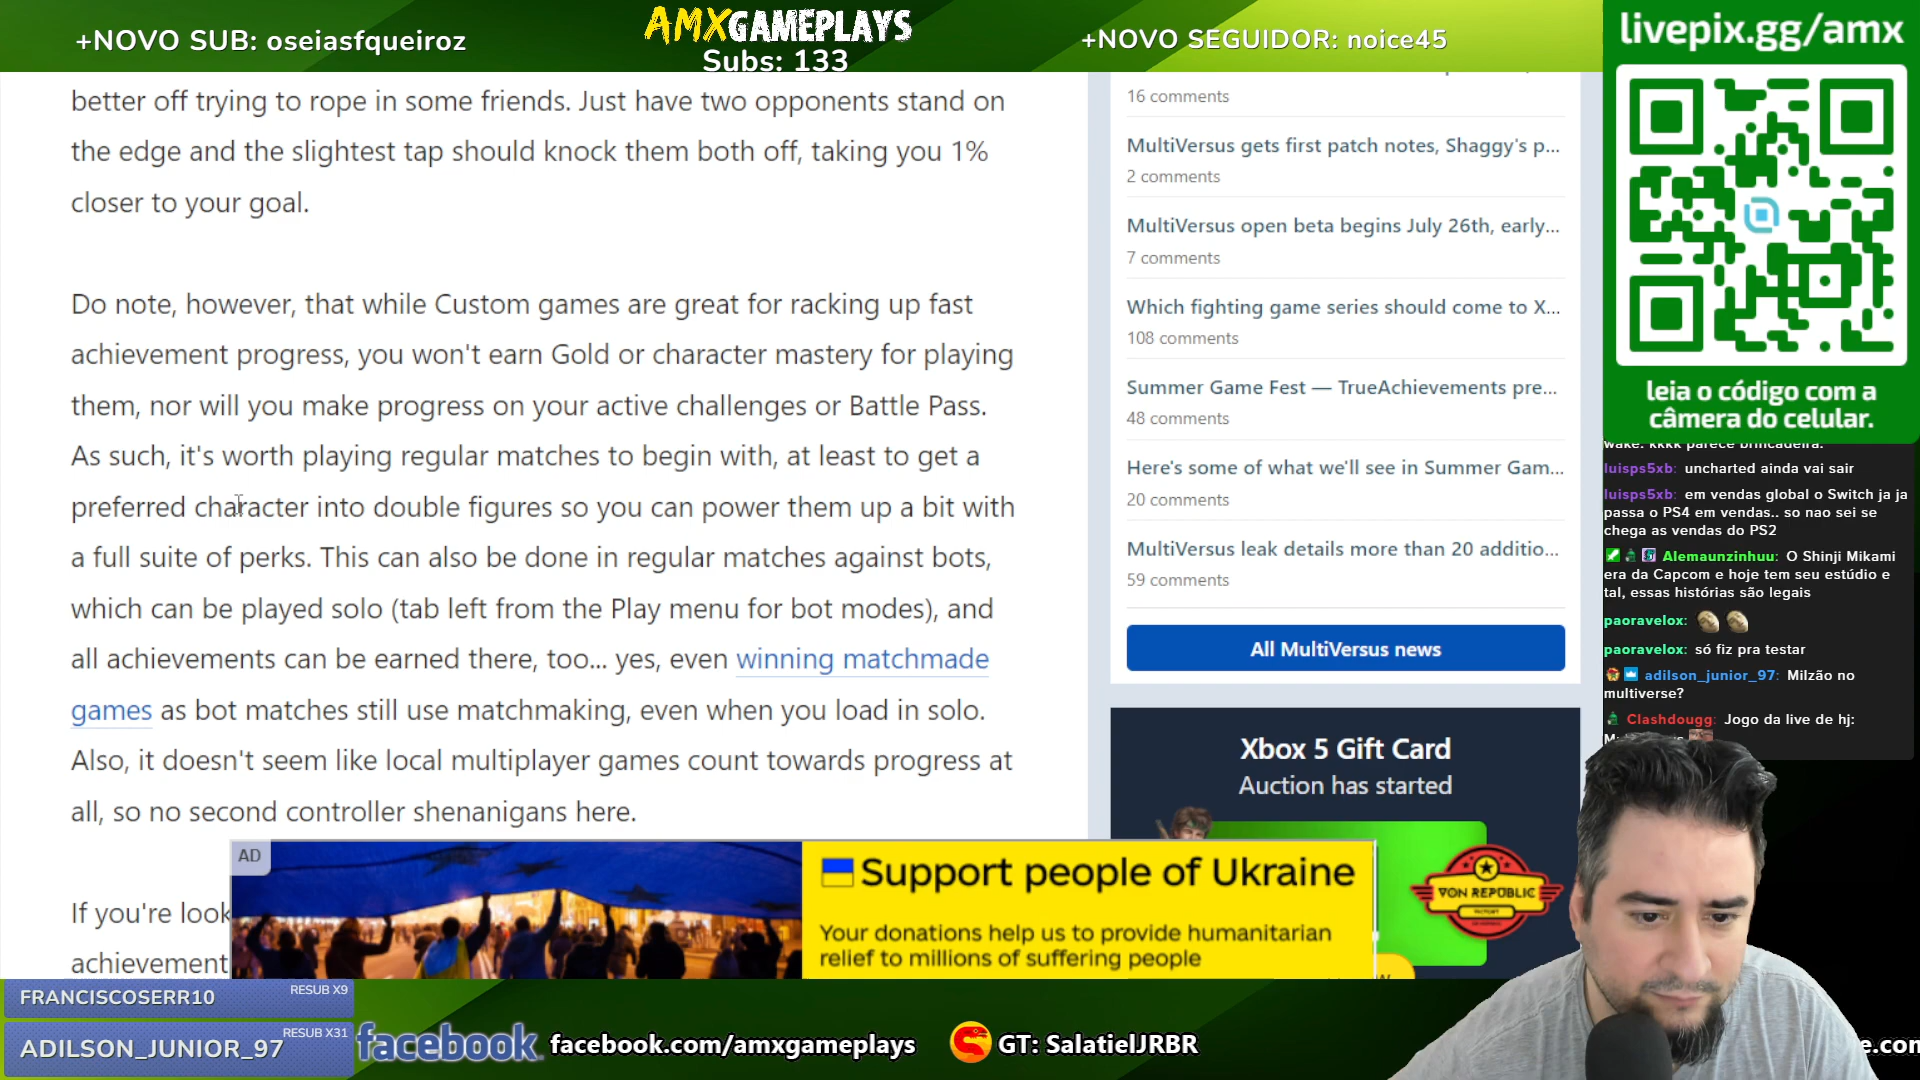 +NOVO SUB: oseiasfqueiroz
AMXGAMEPLAYS
Subs: 133
+NOVO SEGUIDOR: noice45
livepix.gg/amx
leia o código com a
câmera do celular.
better off trying to rope in some friends. Just have two opponents stand on
the edge and the slightest tap should knock them both off, taking you 1%
closer to your goal.
Do note, however, that while Custom games are great for racking up fast
achievement progress, you won't earn Gold or character mastery for playing
them, nor will you make progress on your active challenges or Battle Pass.
As such, it's worth playing regular matches to begin with, at least to get a
preferred character into double figures so you can power them up a bit with
a full suite of perks. This can also be done in regular matches against bots,
which can be played solo (tab left from the Play menu for bot modes), and
all achievements can be earned there, too... yes, even winning matchmade
games as bot matches still use matchmaking, even when you load in solo.
Also, it doesn't seem like local multiplayer games count towards progress at
all, so no second controller shenanigans here.
If you're look
achievement
16 comments
MultiVersus gets first patch notes, Shaggy's p...
2 comments
MultiVersus open beta begins July 26th, early...
7 comments
Which fighting game series should come to X...
108 comments
Summer Game Fest — TrueAchievements pre...
48 comments
Here's some of what we'll see in Summer Gam...
20 comments
MultiVersus leak details more than 20 additio...
59 comments
All MultiVersus news
Xbox 5 Gift Card
Auction has started
wake. kkkk parece brincadeira.
luisps5xb: uncharted ainda vai sair
luisps5xb: em vendas global o Switch ja ja
passa o PS4 em vendas.. so nao sei se
chega as vendas do PS2
Alemaunzinhuu: O Shinji Mikami
era da Capcom e hoje tem seu estúdio e
tal, essas histórias são legais
paoravelox:
paoravelox: só fiz pra testar
adilson_junior_97: Milzão no
multiverse?
Clashdougg: Jogo da live de hj:
AD
Support people of Ukraine
Your donations help us to provide humanitarian
relief to millions of suffering people
VON REPUBLIC
FRANCISCOSERR10
RESUB X9
ADILSON_JUNIOR_97
RESUB X31
facebook
facebook.com/amxgameplays
GT: SalatielJRBR
e.con